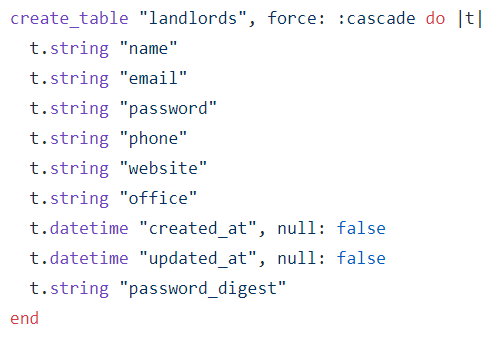 create_table "landlords", force: :cascade do |t|
  t.string "name"
  t.string "email"
  t.string "password"
  t.string "phone"
  t.string "website"
  t.string "office"
  t.datetime "created_at", null: false
  t.datetime "updated_at", null: false
  t.string "password_digest"
end